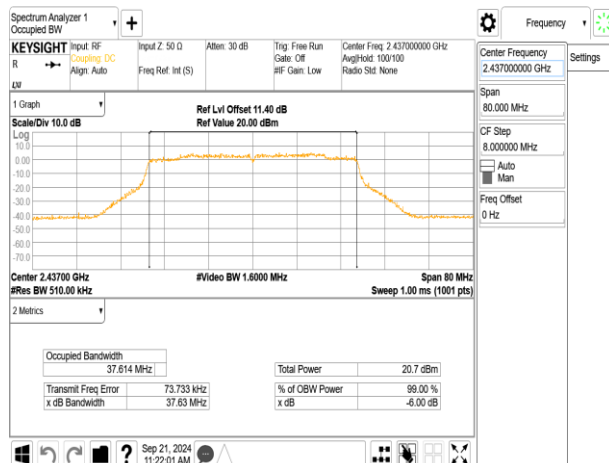 Spectrum Analyzer 1
Occupied BW
Frequency
KEYSIGHT
R
Input: RF
Coupling: DC
Align: Auto
Input Z: 50 Ω
Freq Ref: Int (S)
Atten: 30 dB
Trig: Free Run
Gate: Off
#IF Gain: Low
Center Freq: 2.437000000 GHz
Avg|Hold: 100/100
Radio Std: None
Center Frequency
2.437000000 GHz
Settings
Span
80.000 MHz
CF Step
8.000000 MHz
Auto
Man
Freq Offset
0 Hz
1 Graph
Scale/Div 10.0 dB
Ref Lvl Offset 11.40 dB
Ref Value 20.00 dBm
Log
10.0
0.00
-10.0
-20.0
-30.0
-40.0
-50.0
-60.0
-70.0
Center 2.43700 GHz
#Res BW 510.00 kHz
#Video BW 1.6000 MHz
Span 80 MHz
Sweep 1.00 ms (1001 pts)
2 Metrics
Occupied Bandwidth
37.614 MHz
Transmit Freq Error 73.733 kHz
x dB Bandwidth 37.63 MHz
Total Power 20.7 dBm
% of OBW Power 99.00 %
x dB -6.00 dB
?
Sep 21, 2024
11:22:01 AM